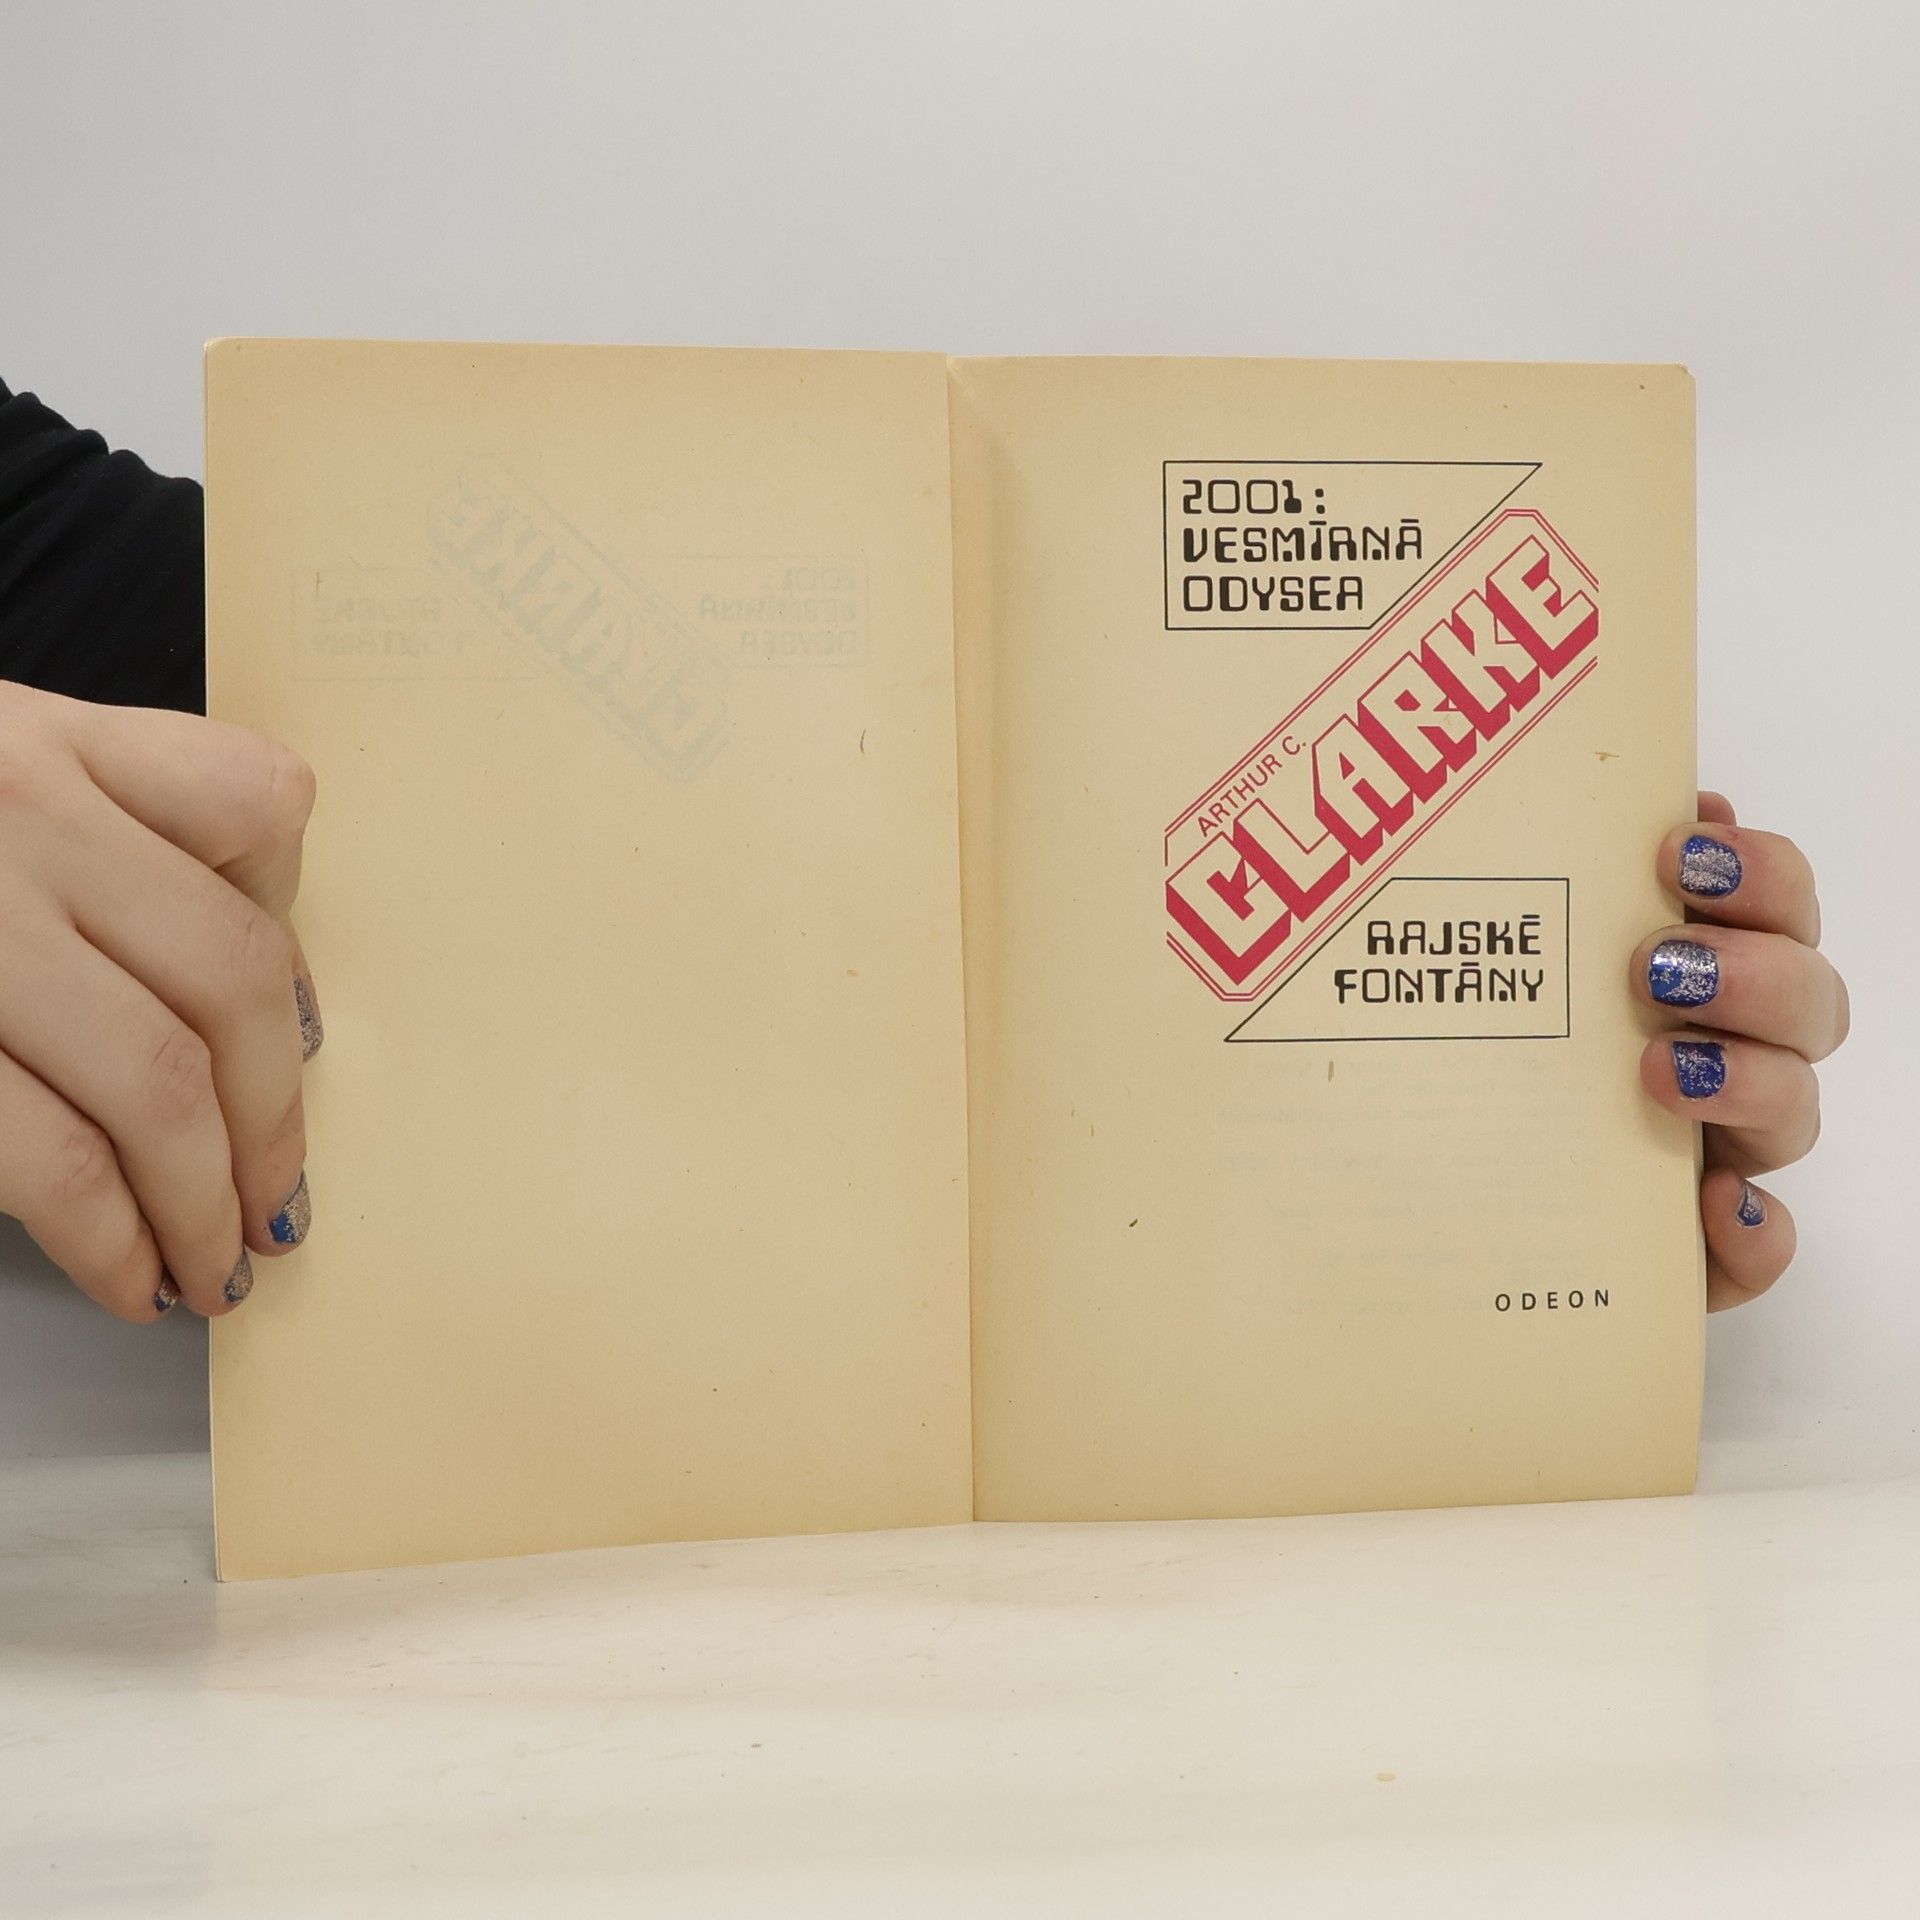 2001:
VESMÍRNÁ
ODYSEA
ARTHUR C.
CLARKE
RAJSKÉ
FONTÁNY
ODEON